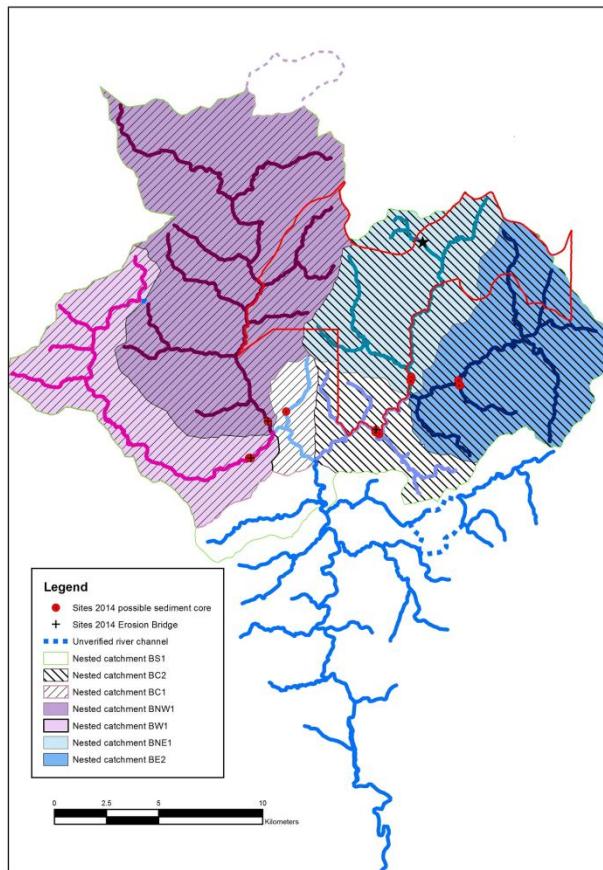 Legend
Sites 2014 possible sediment core
Sites 2014 Erosion Bridge
Unverified river channel
Nested catchment BS1
Nested catchment BC2
Nested catchment BC1
Nested catchment BNW1
Nested catchment BW1
Nested catchment BNE1
Nested catchment BE2
0 2.5 5 10
Kilometers